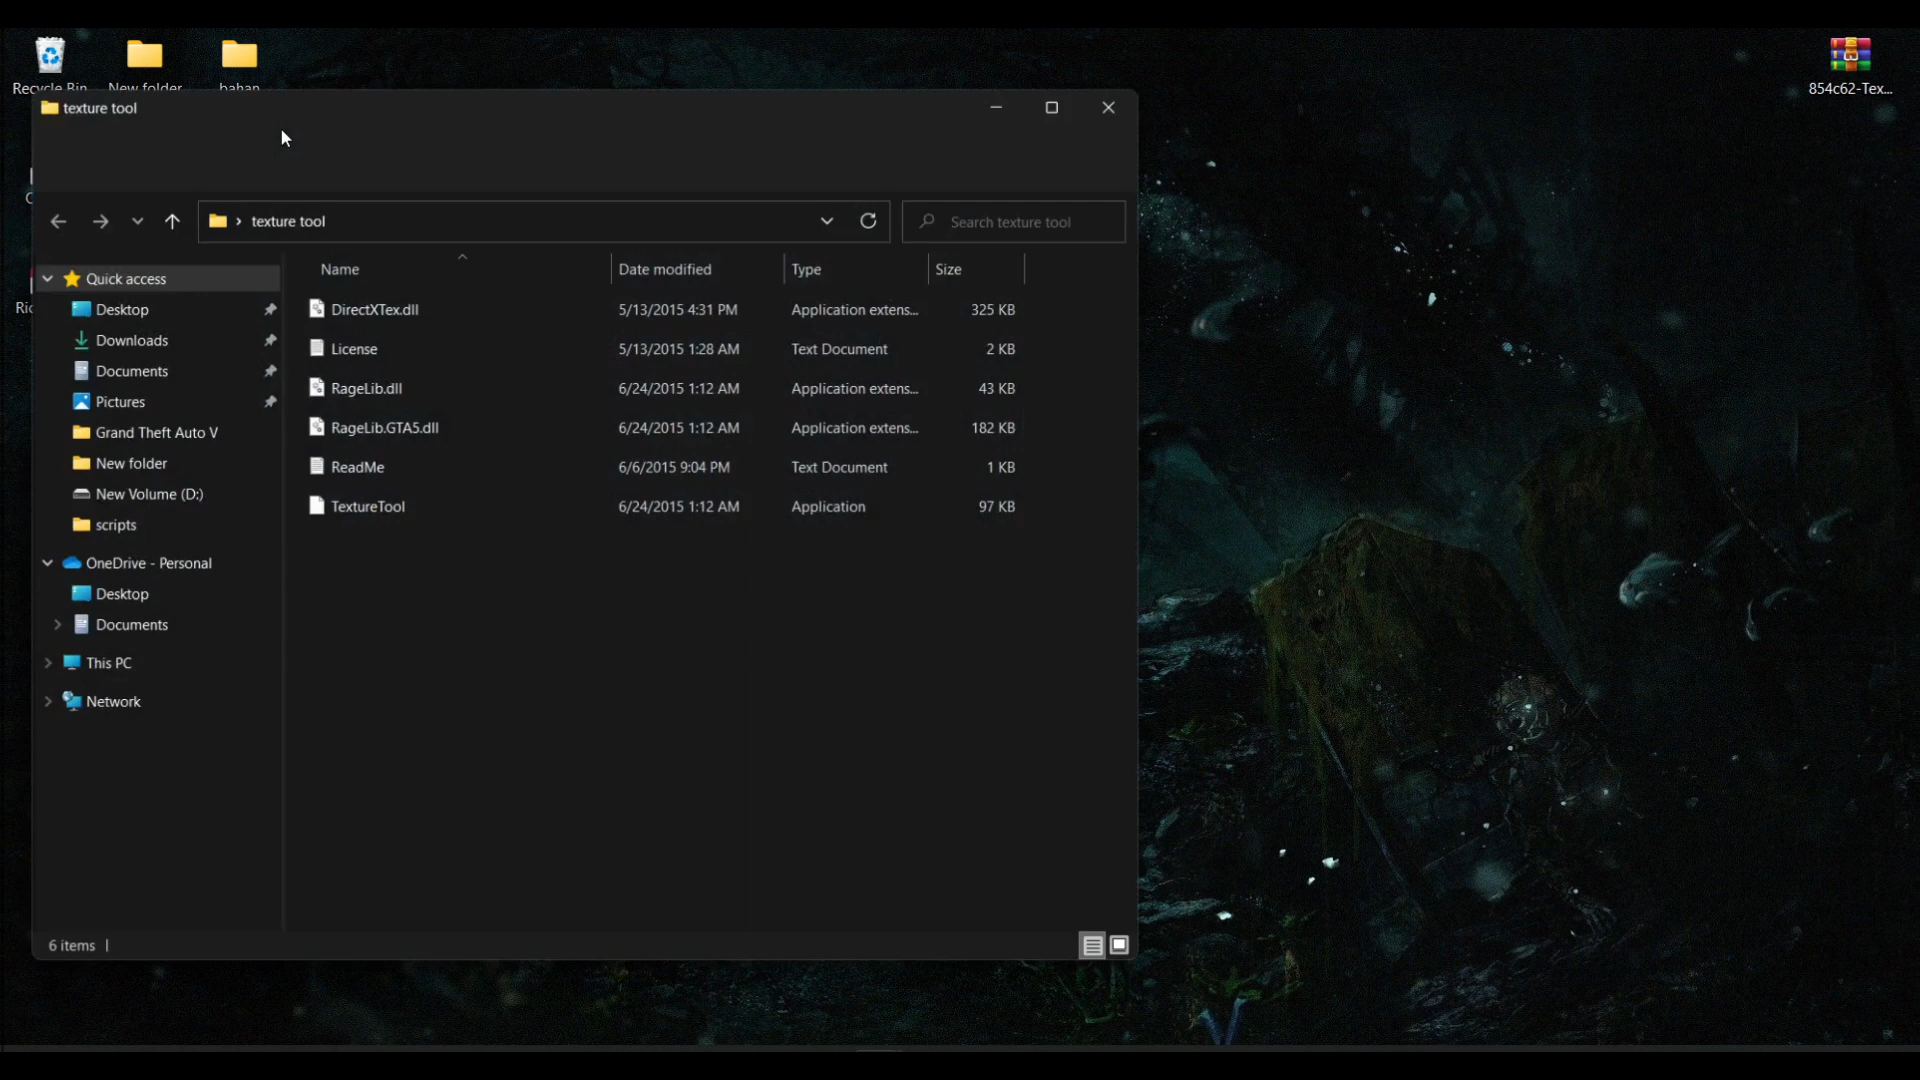 Recycle Bin
New folder
bahan
854c62-Tex...
texture tool
texture tool
Search texture tool
Name
Date modified
Type
Size
Quick access
Desktop
Downloads
Documents
Pictures
Grand Theft Auto V
New folder
New Volume (D:)
scripts
OneDrive - Personal
Desktop
Documents
This PC
Network
DirectXTex.dll 5/13/2015 4:31 PM Application extens... 325 KB
License 5/13/2015 1:28 AM Text Document 2 KB
RageLib.dll 6/24/2015 1:12 AM Application extens... 43 KB
RageLib.GTA5.dll 6/24/2015 1:12 AM Application extens... 182 KB
ReadMe 6/6/2015 9:04 PM Text Document 1 KB
TextureTool 6/24/2015 1:12 AM Application 97 KB
6 items